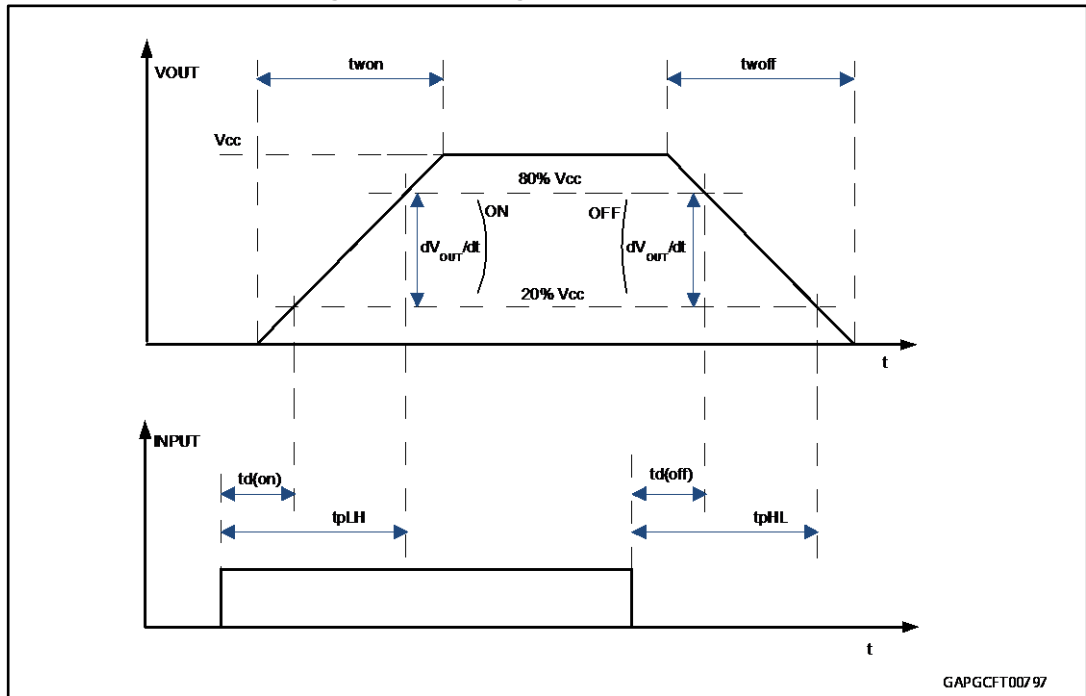 VOUT
twon
twoff
Vcc
80% Vcc
ON
OFF
dVOUT/dt
dVOUT/dt
20% Vcc
t
INPUT
td(on)
td(off)
tpLH
tpHL
t
GAPGCFT00797